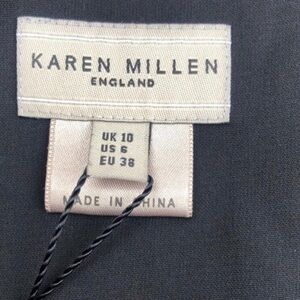 KAREN MILLEN
ENGLAND
UK 10
US 6
EU 38
MADE IN CHINA